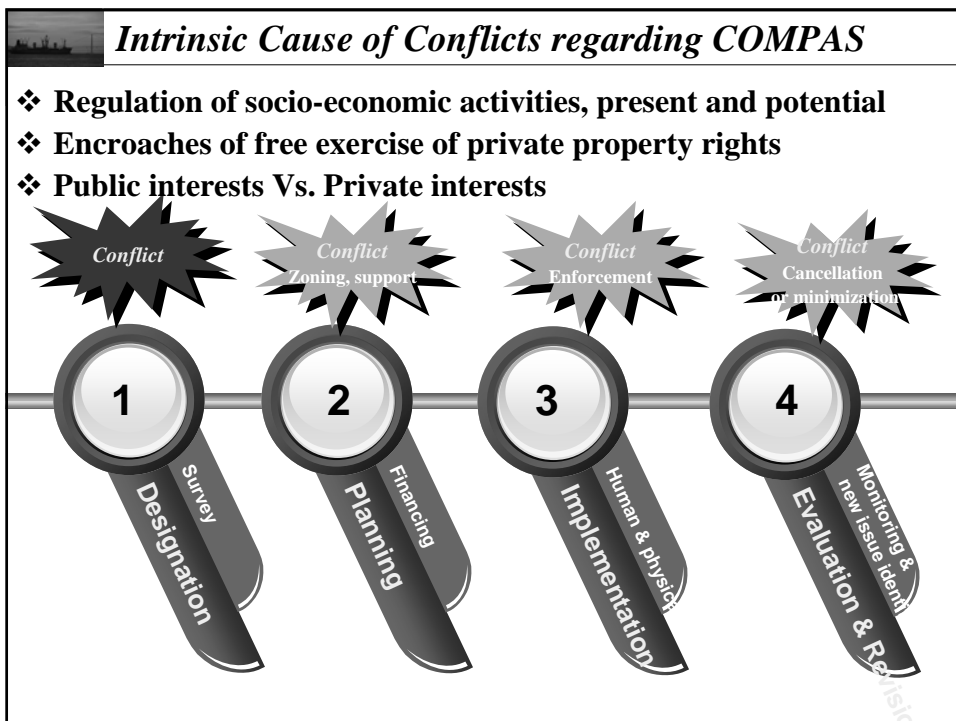 Intrinsic Cause of Conflicts regarding COMPAS
❖ Regulation of socio-economic activities, present and potential
❖ Encroaches of free exercise of private property rights
❖ Public interests Vs. Private interests
Conflict
Conflict
Zoning, support
Conflict
Enforcement
Conflict
Cancellation
or minimization
1
2
3
4
Survey
Designation
Financing
Planning
Human & physic
Implementation
Monitoring &
new issue identi
Evaluation & Revisio